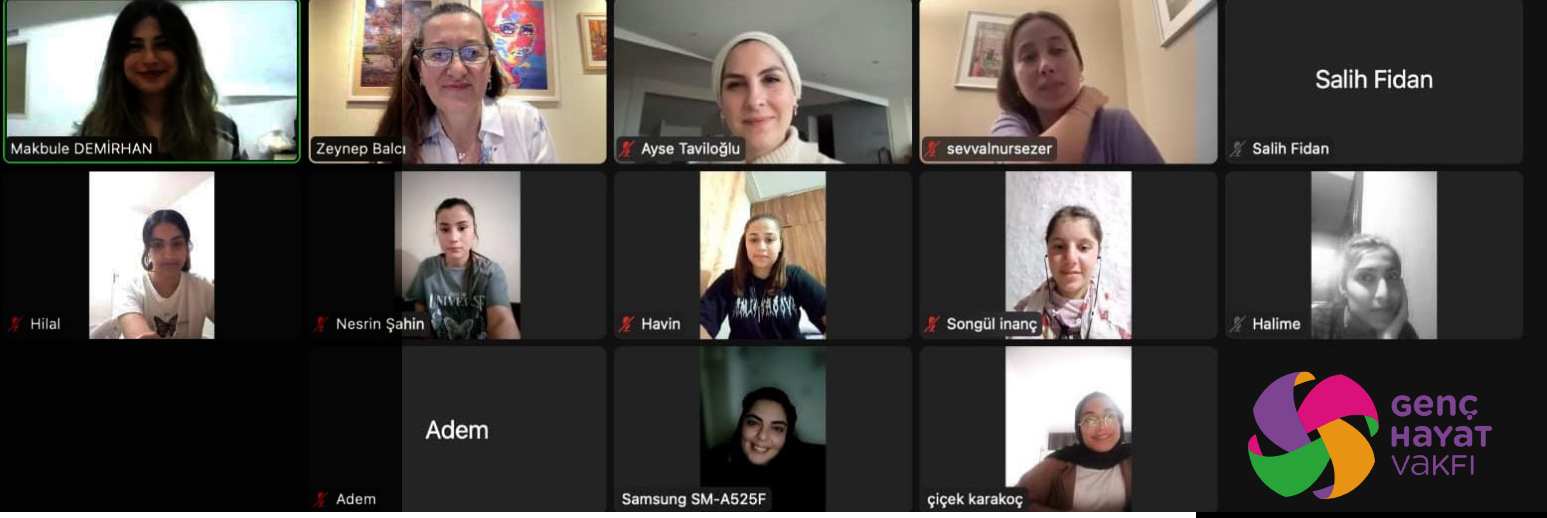 Makbule DEMİRHAN
Zeynep Balcı
Ayse Taviloğlu
sevvalnursezer
Salih Fidan
Salih Fidan
Hilal
Nesrin Şahin
UNIVERSE
Havin
Songül inanç
Halime
Adem
Adem
Samsung SM-A525F
çiçek karakoç
Genç
HAYAT
VaKFI